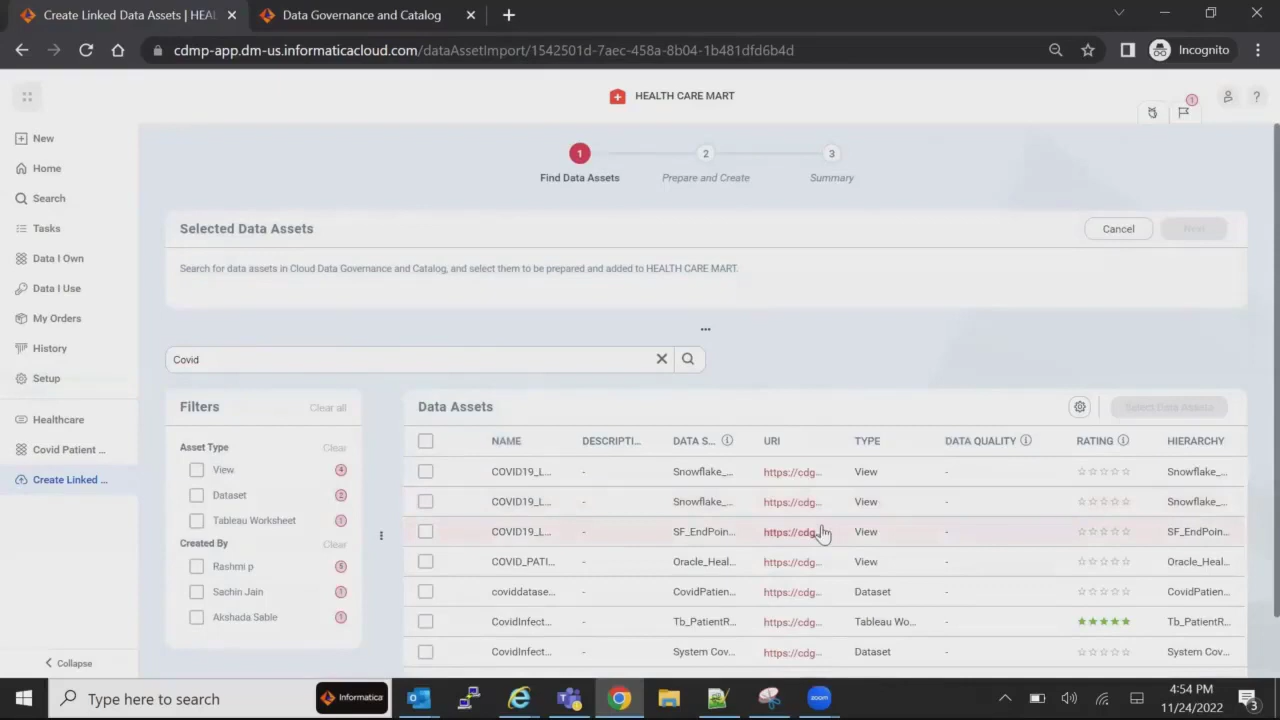 Create Linked Data Assets | HEAL
Data Governance and Catalog
cdmp-app.dm-us.informaticacloud.com/dataAssetImport/1542501d-7aec-458a-8b04-1b481dfd6b4d
Incognito
HEALTH CARE MART
1
?
New
Home
Search
Tasks
Data I Own
Data I Use
My Orders
History
Setup
Healthcare
Covid Patient ...
Create Linked ...
Collapse
1 2 3
Find Data Assets Prepare and Create Summary
Selected Data Assets
Cancel Next
Search for data assets in Cloud Data Governance and Catalog, and select them to be prepared and added to HEALTH CARE MART.
Covid
Filters Clear all
Asset Type Clear
View 4
Dataset 2
Tableau Worksheet 1
Created By Clear
Rashmi p 5
Sachin Jain 1
Akshada Sable 1
Data Assets Select Data Assets
NAME DESCRIPTI... DATA S... URI TYPE DATA QUALITY RATING HIERARCHY
COVID19_L... - Snowflake_... https://cdg... View - Snowflake_...
COVID19_L... - Snowflake_... https://cdg... View - Snowflake_...
COVID19_L... - SF_EndPoin... https://cdg... View - SF_EndPoin...
COVID_PATI... - Oracle_Heal... https://cdg... View - Oracle_Heal...
coviddatase... - CovidPatien... https://cdg... Dataset - CovidPatien...
CovidInfect... - Tb_PatientR... https://cdg... Tableau Wo... - Tb_PatientR...
CovidInfect... - System Cov... https://cdg... Dataset - System Cov...
Type here to search
Informatica
zoom
4:54 PM
11/24/2022
3